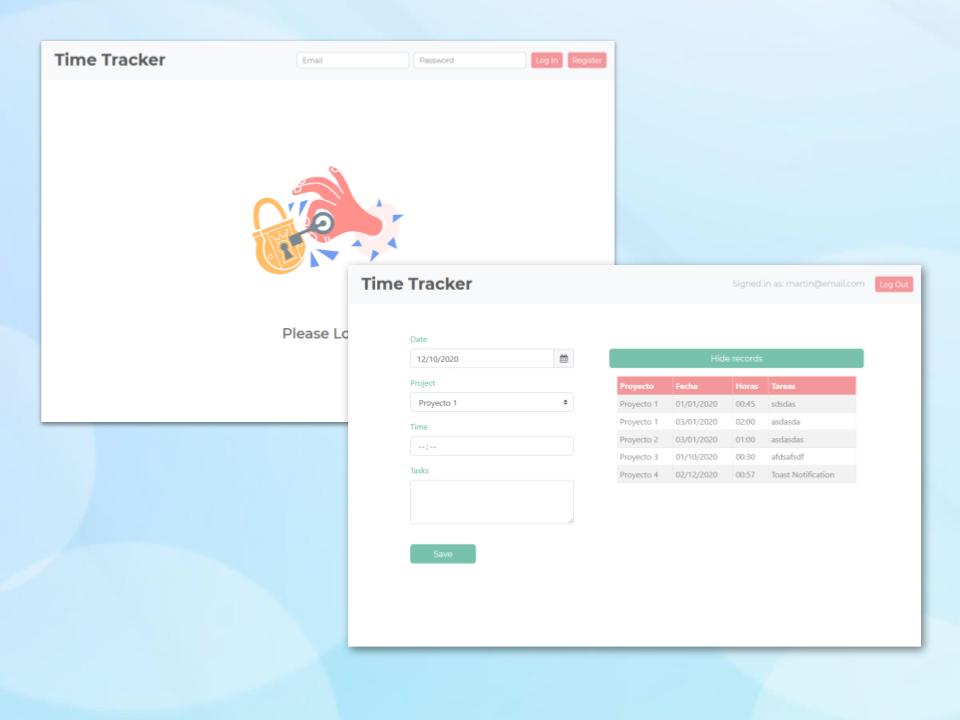 Time Tracker
Email
Password
Log In
Register
Please Lo
Time Tracker
Signed in as: martin@email.com
Log Out
Date
12/10/2020
Project
Proyecto 1
Time
--:--
Tasks
Save
Hide records
Proyecto Fecha Horas Tareas
Proyecto 1 01/01/2020 00:45 sdsdas
Proyecto 1 03/01/2020 02:00 asdasda
Proyecto 2 03/01/2020 01:00 asdasdas
Proyecto 3 01/10/2020 00:30 afdsafsdf
Proyecto 4 02/12/2020 00:57 Toast Notification